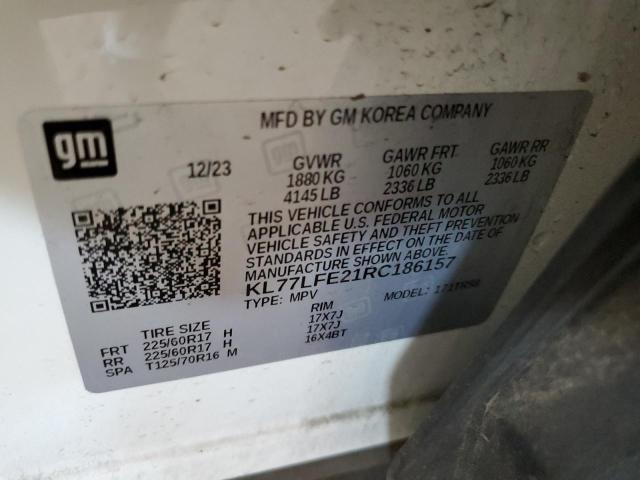 gm
MFD BY GM KOREA COMPANY
12/23 GVWR GAWR FRT GAWR RR
1880 KG 1060 KG 1060 KG
4145 LB 2336 LB 2336 LB
THIS VEHICLE CONFORMS TO ALL
APPLICABLE U.S. FEDERAL MOTOR
VEHICLE SAFETY AND THEFT PREVENTION
STANDARDS IN EFFECT ON THE DATE OF
MANUFACTURE SHOWN ABOVE.
KL77LFE21RC186157
TYPE: MPV MODEL:
TIRE SIZE RIM
FRT 225/60R17 H 17X7J
RR 225/60R17 H 17X7J
SPA T125/70R16 M 16X4BT